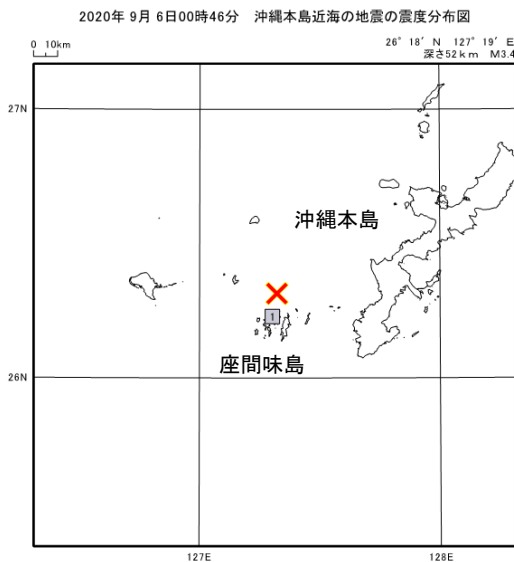 2020年 9月 6日00時46分 沖縄本島近海の地震の震度分布図
0 10km
26° 18′ N 127° 19′ E
深さ52km M3.4
27N
沖縄本島
1
座間味島
26N
127E 128E